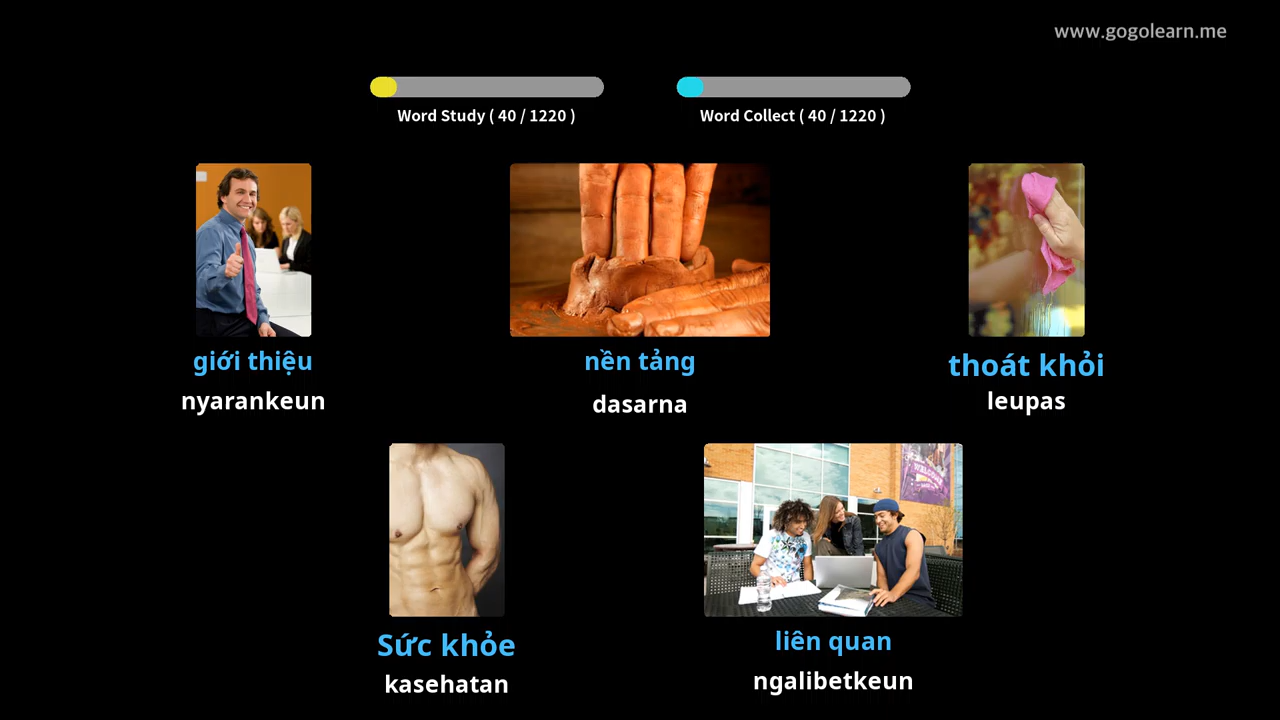 www.gogolearn.me
Word Study ( 40 / 1220 )
Word Collect ( 40 / 1220 )
giới thiệu
nyarankeun
nền tảng
dasarna
thoát khỏi
leupas
WELCOME
Sức khỏe
kasehatan
liên quan
ngalibetkeun